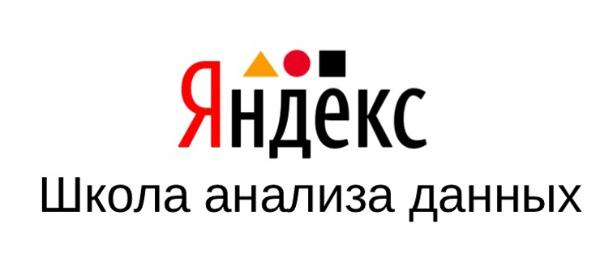 Яндекс
Школа анализа данных